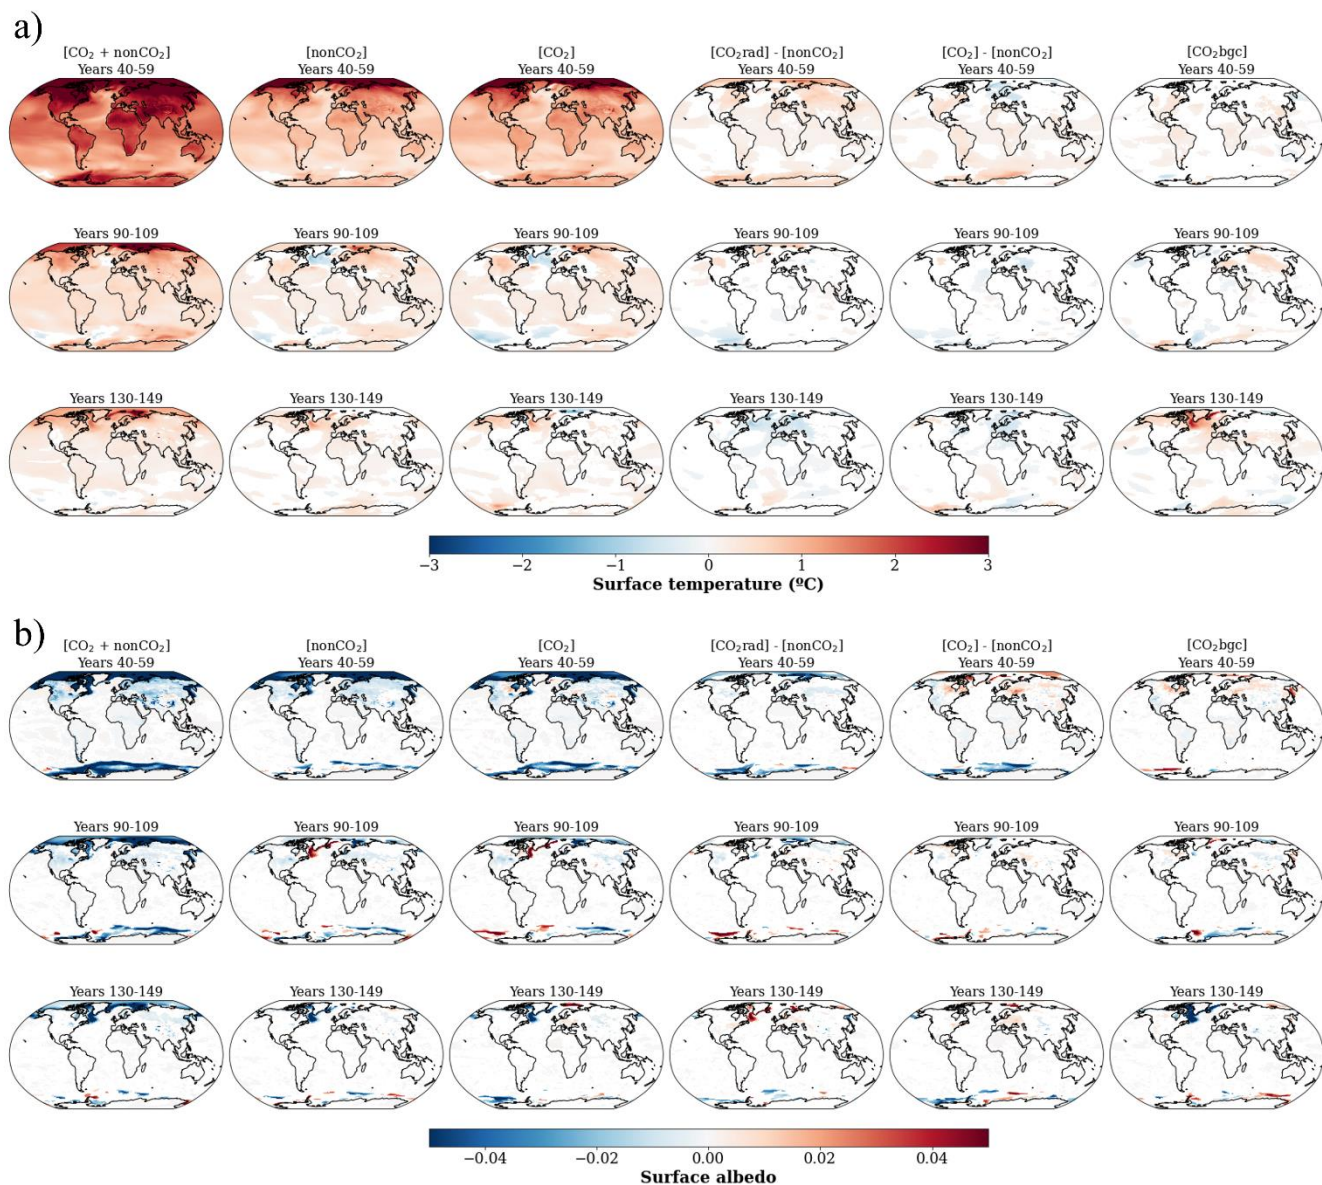 a)
[CO₂ + nonCO₂] [nonCO₂] [CO₂] [CO₂rad] - [nonCO₂] [CO₂] - [nonCO₂] [CO₂bgc]
Years 40-59 Years 40-59 Years 40-59 Years 40-59 Years 40-59 Years 40-59
Years 90-109 Years 90-109 Years 90-109 Years 90-109 Years 90-109 Years 90-109
Years 130-149 Years 130-149 Years 130-149 Years 130-149 Years 130-149 Years 130-149
−3 −2 −1 0 1 2 3
Surface temperature (ºC)
b)
[CO₂ + nonCO₂] [nonCO₂] [CO₂] [CO₂rad] - [nonCO₂] [CO₂] - [nonCO₂] [CO₂bgc]
Years 40-59 Years 40-59 Years 40-59 Years 40-59 Years 40-59 Years 40-59
Years 90-109 Years 90-109 Years 90-109 Years 90-109 Years 90-109 Years 90-109
Years 130-149 Years 130-149 Years 130-149 Years 130-149 Years 130-149 Years 130-149
−0.04 −0.02 0.00 0.02 0.04
Surface albedo